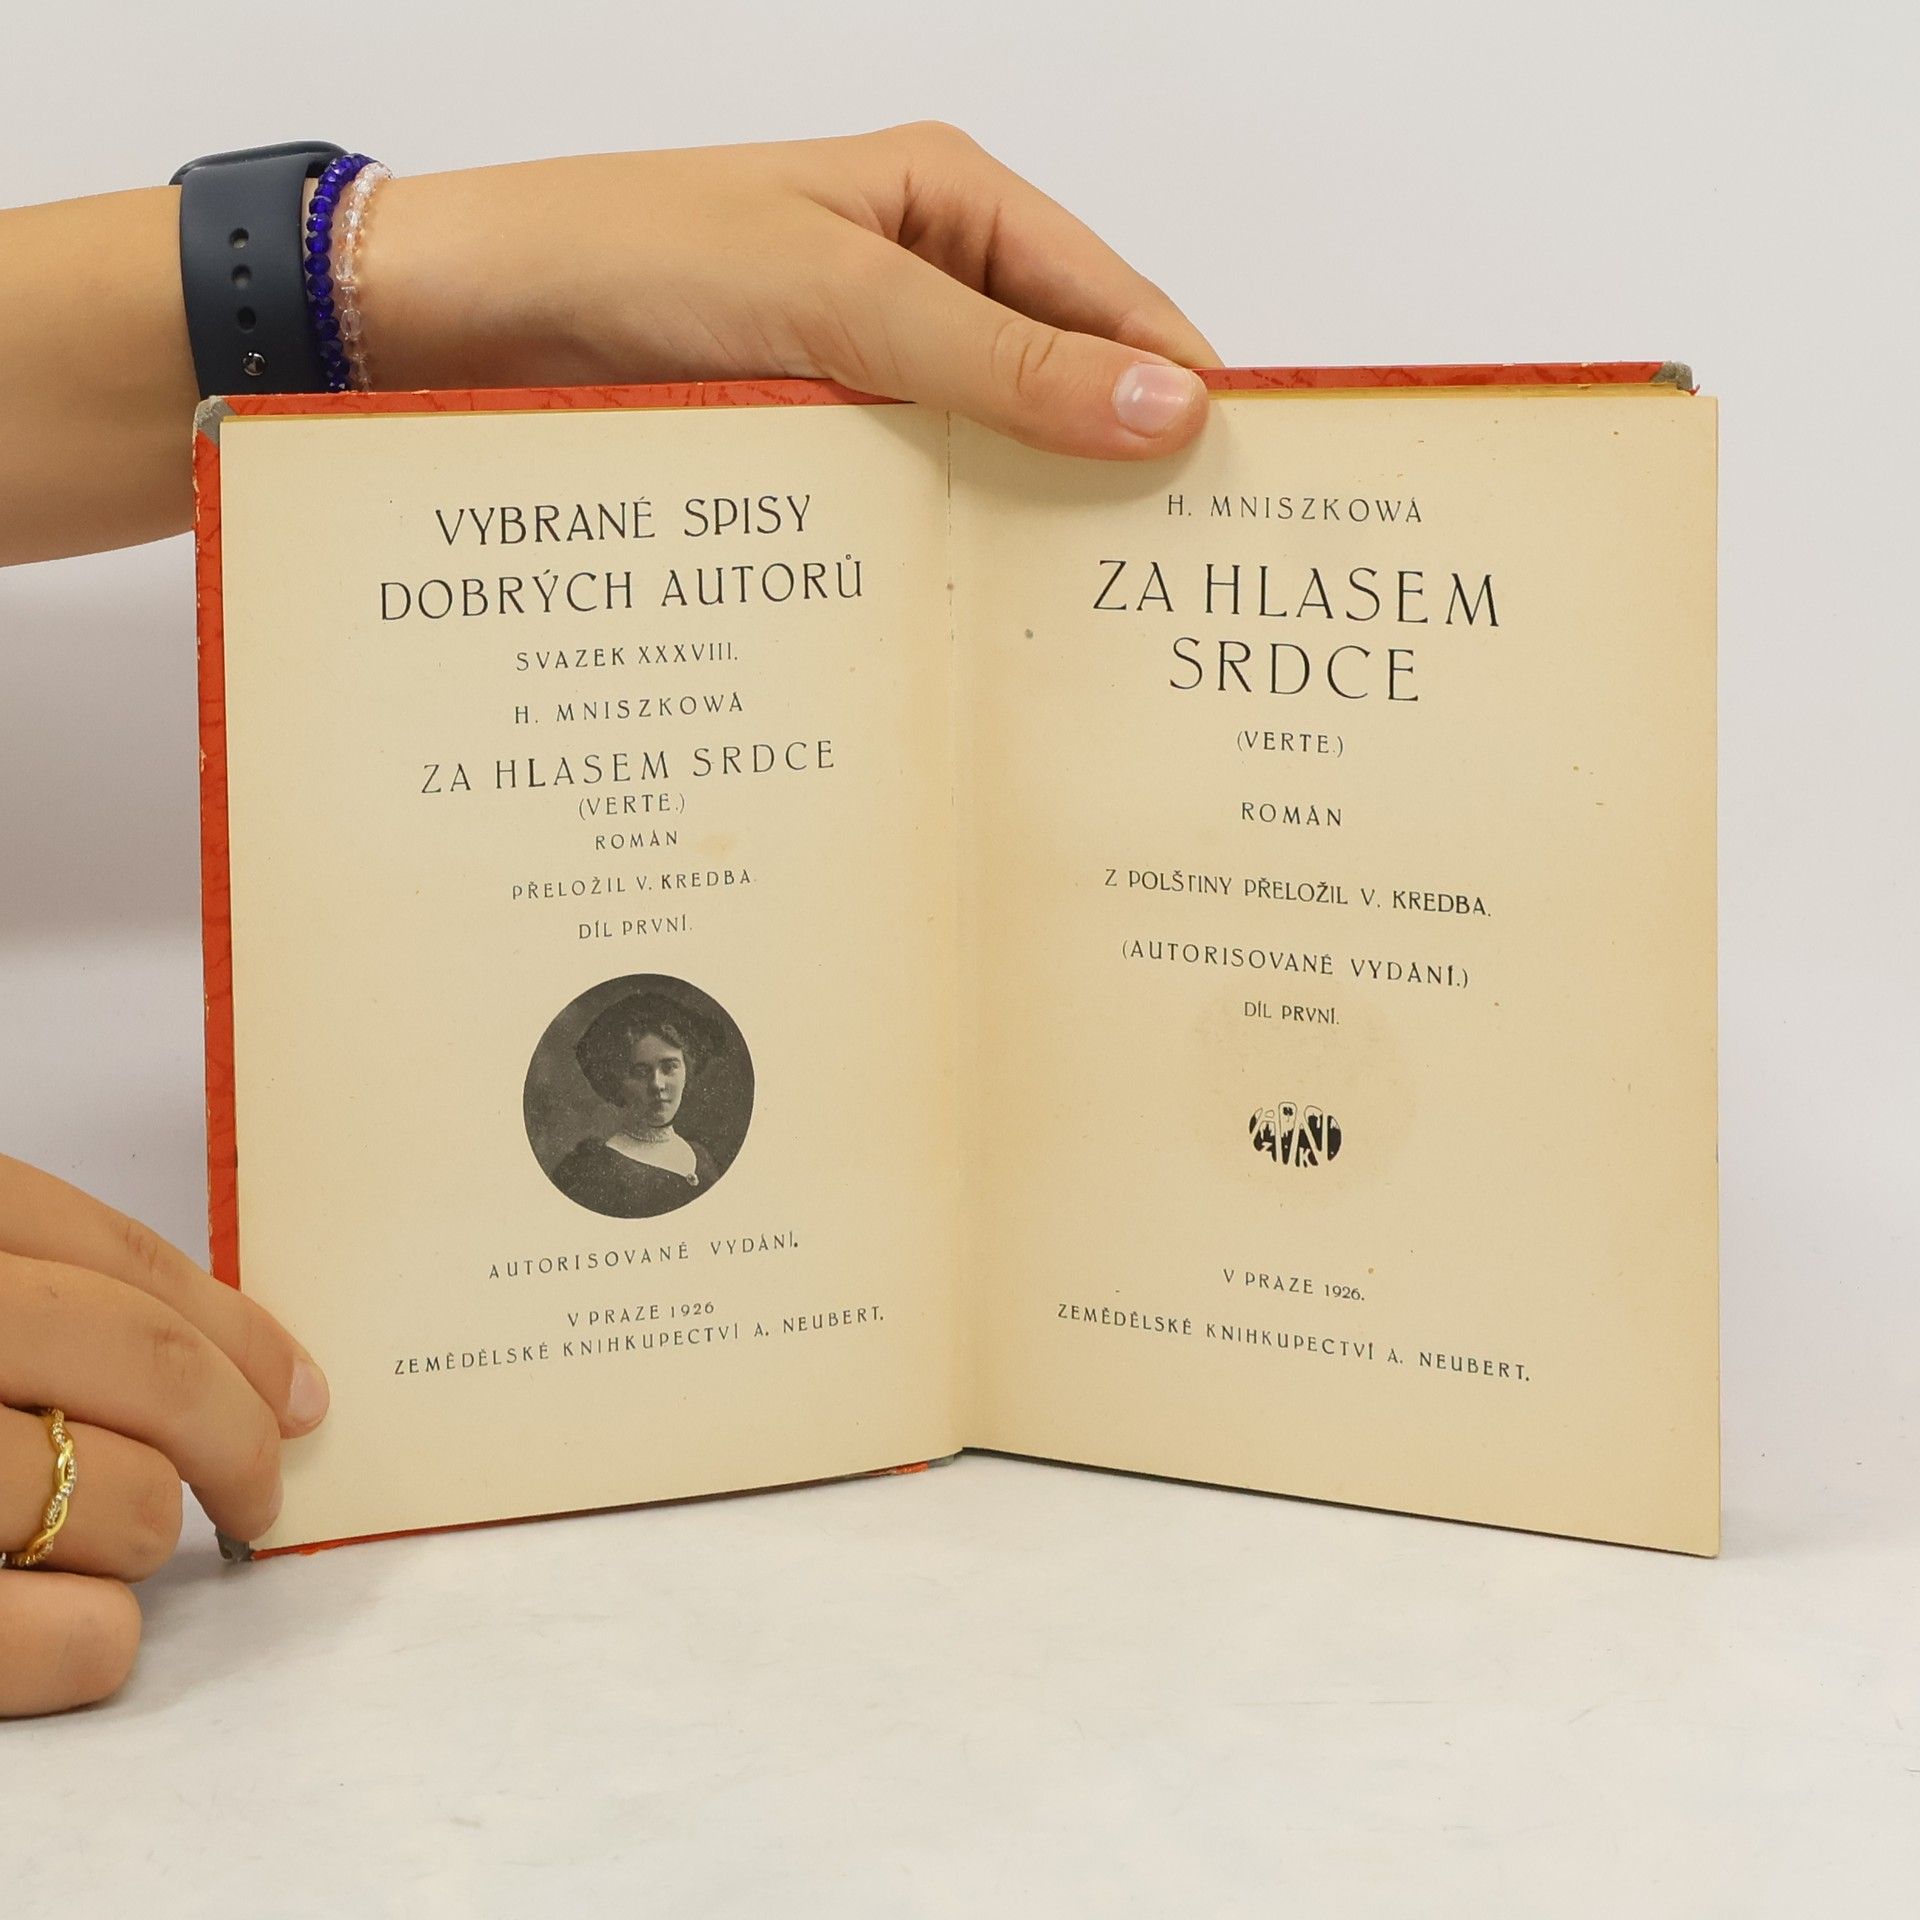 VYBRANÉ SPISY
DOBRÝCH AUTORŮ
SVAZEK XXXVIII.
H. MNISZKOWÁ
ZA HLASEM SRDCE
(VERTE.)
ROMÁN
PŘELOŽIL V. KREDBA.
DÍL PRVNÍ.
AUTORISOVANÉ VYDÁNÍ.
V PRAZE 1926
ZEMĚDĚLSKÉ KNIHKUPECTVÍ A. NEUBERT.
H. MNISZKOWÁ
ZA HLASEM
SRDCE
(VERTE.)
ROMÁN
Z POLŠTINY PŘELOŽIL V. KREDBA.
(AUTORISOVANÉ VYDÁNÍ.)
DÍL PRVNÍ.
V PRAZE 1926.
ZEMĚDĚLSKÉ KNIHKUPECTVÍ A. NEUBERT.